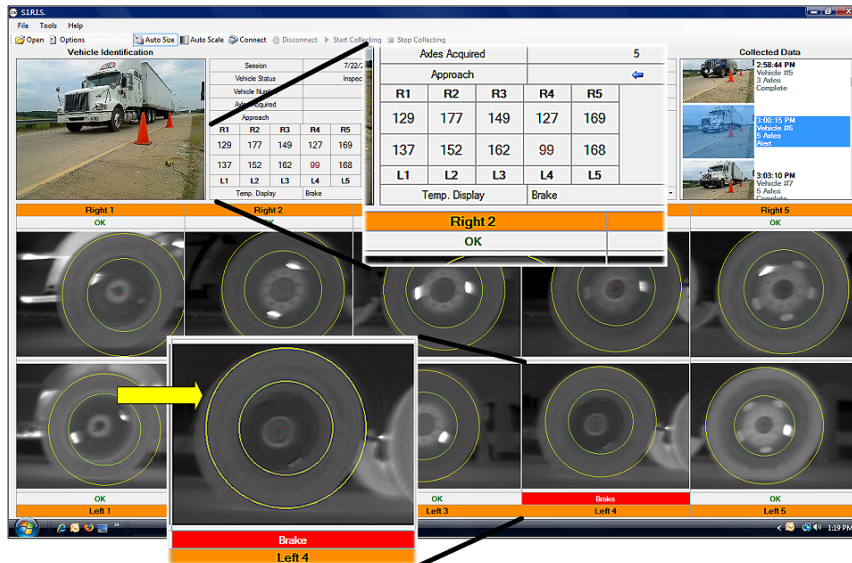 S.I.R.I.S.
File Tools Help
Open Options Auto Size Auto Scale Connect Disconnect Start Collecting Stop Collecting
Vehicle Identification
Collected Data
Session 7/22/
Vehicle Status Inspec
Vehicle Number
Axles Acquired
Approach
R1 R2 R3 R4 R5
129 177 149 127 169
137 152 162 99 168
L1 L2 L3 L4 L5
Temp. Display Brake
Axles Acquired 5
Approach
R1 R2 R3 R4 R5
129 177 149 127 169
137 152 162 99 169
L1 L2 L3 L4 L5
Temp. Display Brake
Right 2
OK
2:58:44 PM
Vehicle #5
3 Axles
Complete
3:00:15 PM
Vehicle #6
5 Axles
Alert
3:03:10 PM
Vehicle #7
5 Axles
Complete
Right 1 Right 2 Right 5
OK OK
OK OK Brake OK
Left 1 Left 3 Left 4 Left 5
Brake
Left 4
1:19 PM